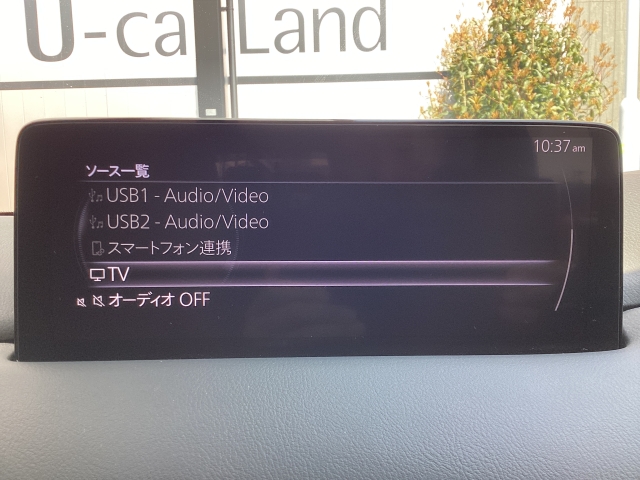 U-ca Land
10:37 am
ソース一覧
USB1 - Audio/Video
USB2 - Audio/Video
スマートフォン連携
TV
オーディオ OFF